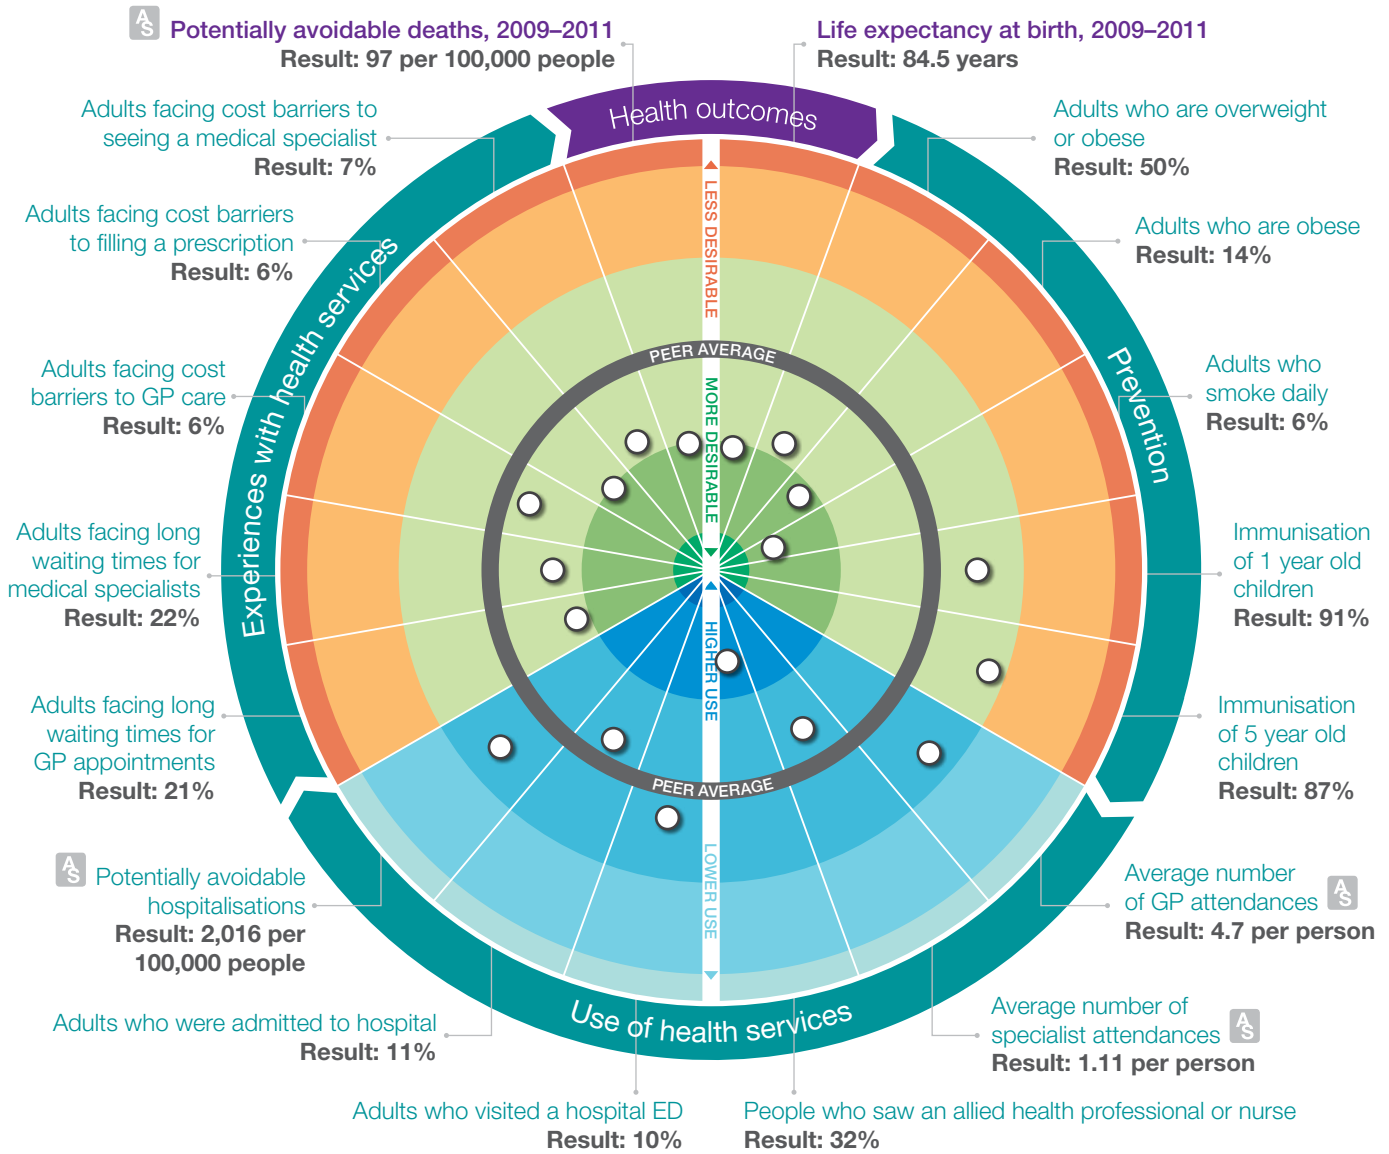 AS Potentially avoidable deaths, 2009–2011
Result: 97 per 100,000 people
Life expectancy at birth, 2009–2011
Result: 84.5 years
Health outcomes
Adults facing cost barriers to
seeing a medical specialist
Result: 7%
Adults who are overweight
or obese
Result: 50%
Adults facing cost barriers
to filling a prescription
Result: 6%
Adults who are obese
Result: 14%
Adults facing cost
barriers to GP care
Result: 6%
Adults who
smoke daily
Result: 6%
Experiences with health services
Prevention
LESS DESIRABLE
PEER AVERAGE
MORE DESIRABLE
HIGHER USE
PEER AVERAGE
LOWER USE
Adults facing long
waiting times for
medical specialists
Result: 22%
Immunisation
of 1 year old
children
Result: 91%
Adults facing long
waiting times for
GP appointments
Result: 21%
Immunisation
of 5 year old
children
Result: 87%
AS Potentially avoidable
hospitalisations
Result: 2,016 per
100,000 people
Average number
of GP attendances AS
Result: 4.7 per person
Use of health services
Adults who were admitted to hospital
Result: 11%
Average number of
specialist attendances AS
Result: 1.11 per person
Adults who visited a hospital ED
Result: 10%
People who saw an allied health professional or nurse
Result: 32%